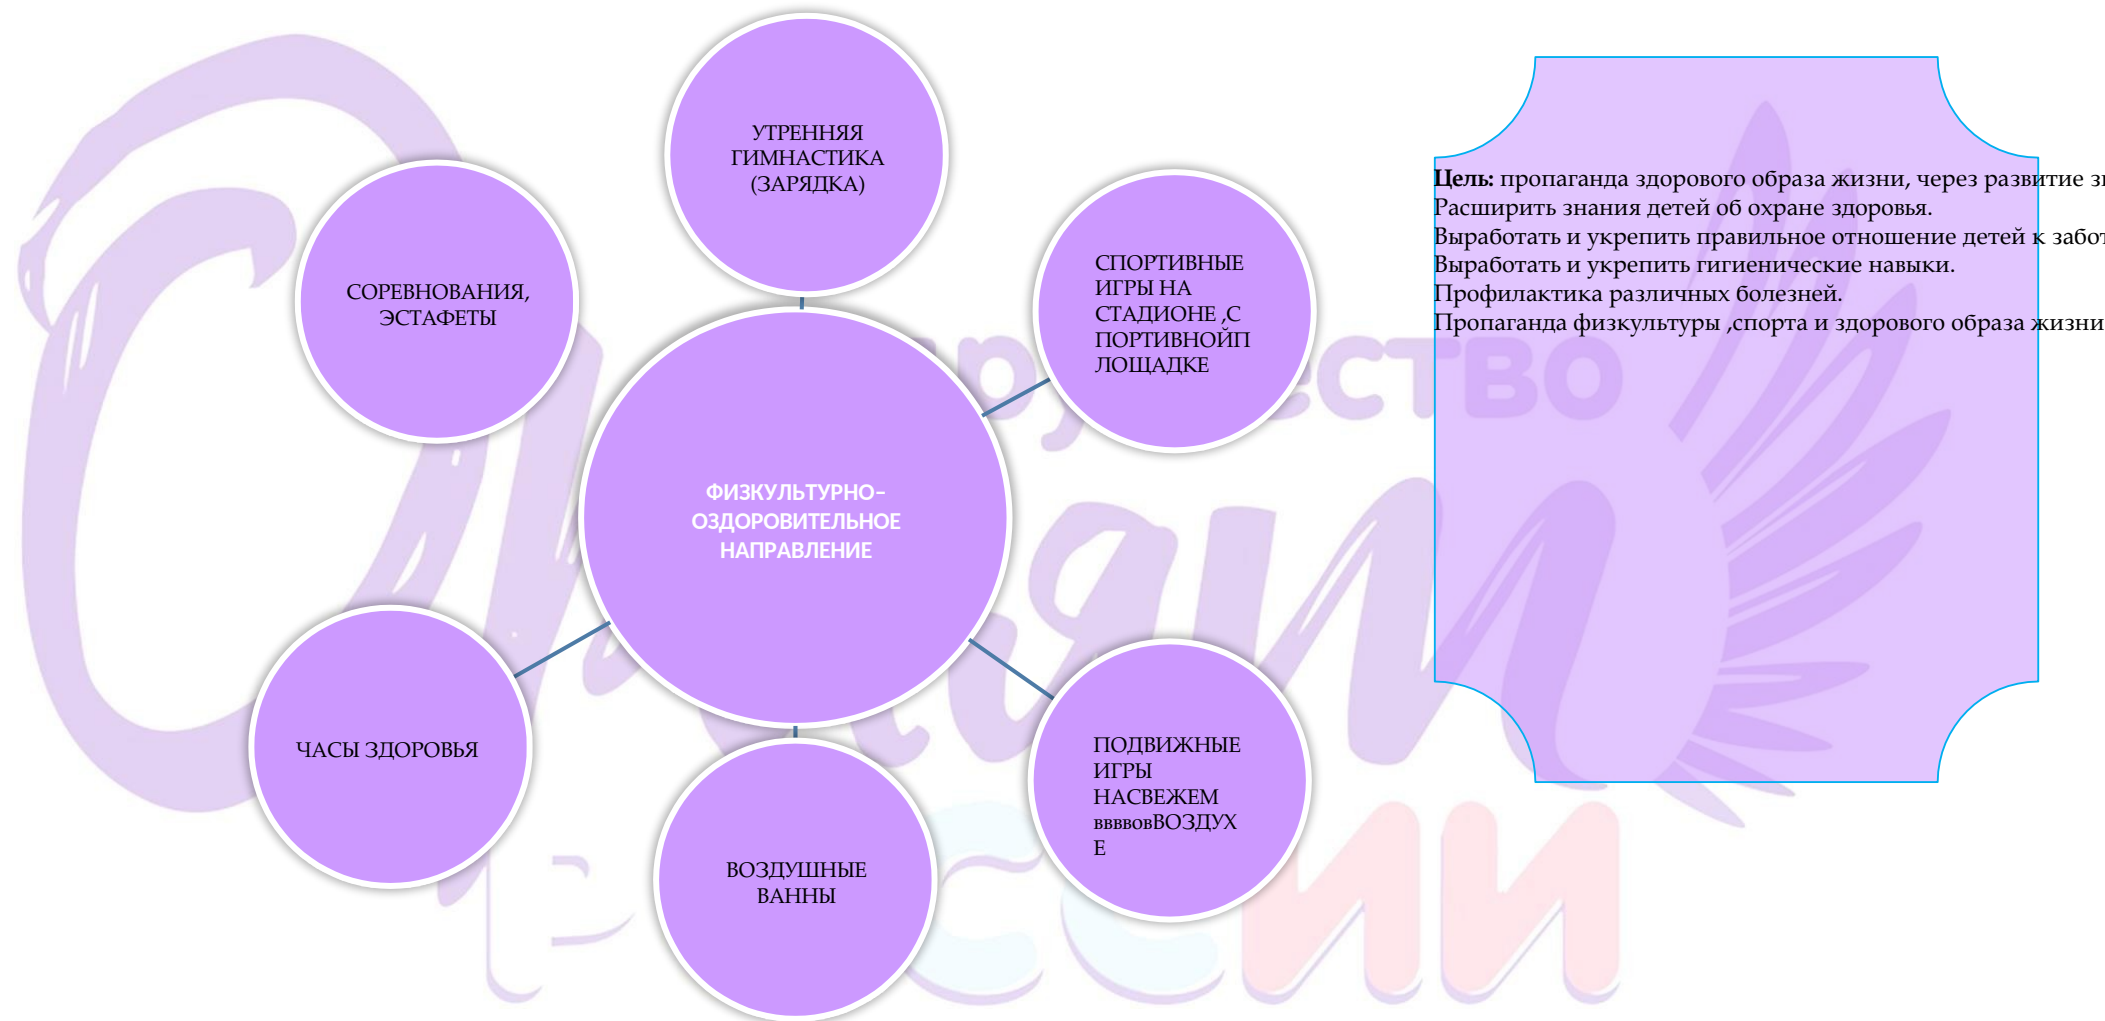 УТРЕННЯЯ
ГИМНАСТИКА
(ЗАРЯДКА)
СПОРТИВНЫЕ
ИГРЫ НА
СТАДИОНЕ ,С
ПОРТИВНОЙП
ЛОЩАДКЕ
ПОДВИЖНЫЕ
ИГРЫ
НАСВЕЖЕМ
ввввовВОЗДУХ
Е
ВОЗДУШНЫЕ
ВАННЫ
ЧАСЫ ЗДОРОВЬЯ
СОРЕВНОВАНИЯ,
ЭСТАФЕТЫ
ФИЗКУЛЬТУРНО-
ОЗДОРОВИТЕЛЬНОЕ
НАПРАВЛЕНИЕ
Цель: пропаганда здорового образа жизни, через развитие
Расширить знания детей об охране здоровья.
Выработать и укрепить правильное отношение детей к
Выработать и укрепить гигиенические навыки.
Профилактика различных болезней.
Пропаганда физкультуры ,спорта и здорового образа жизни